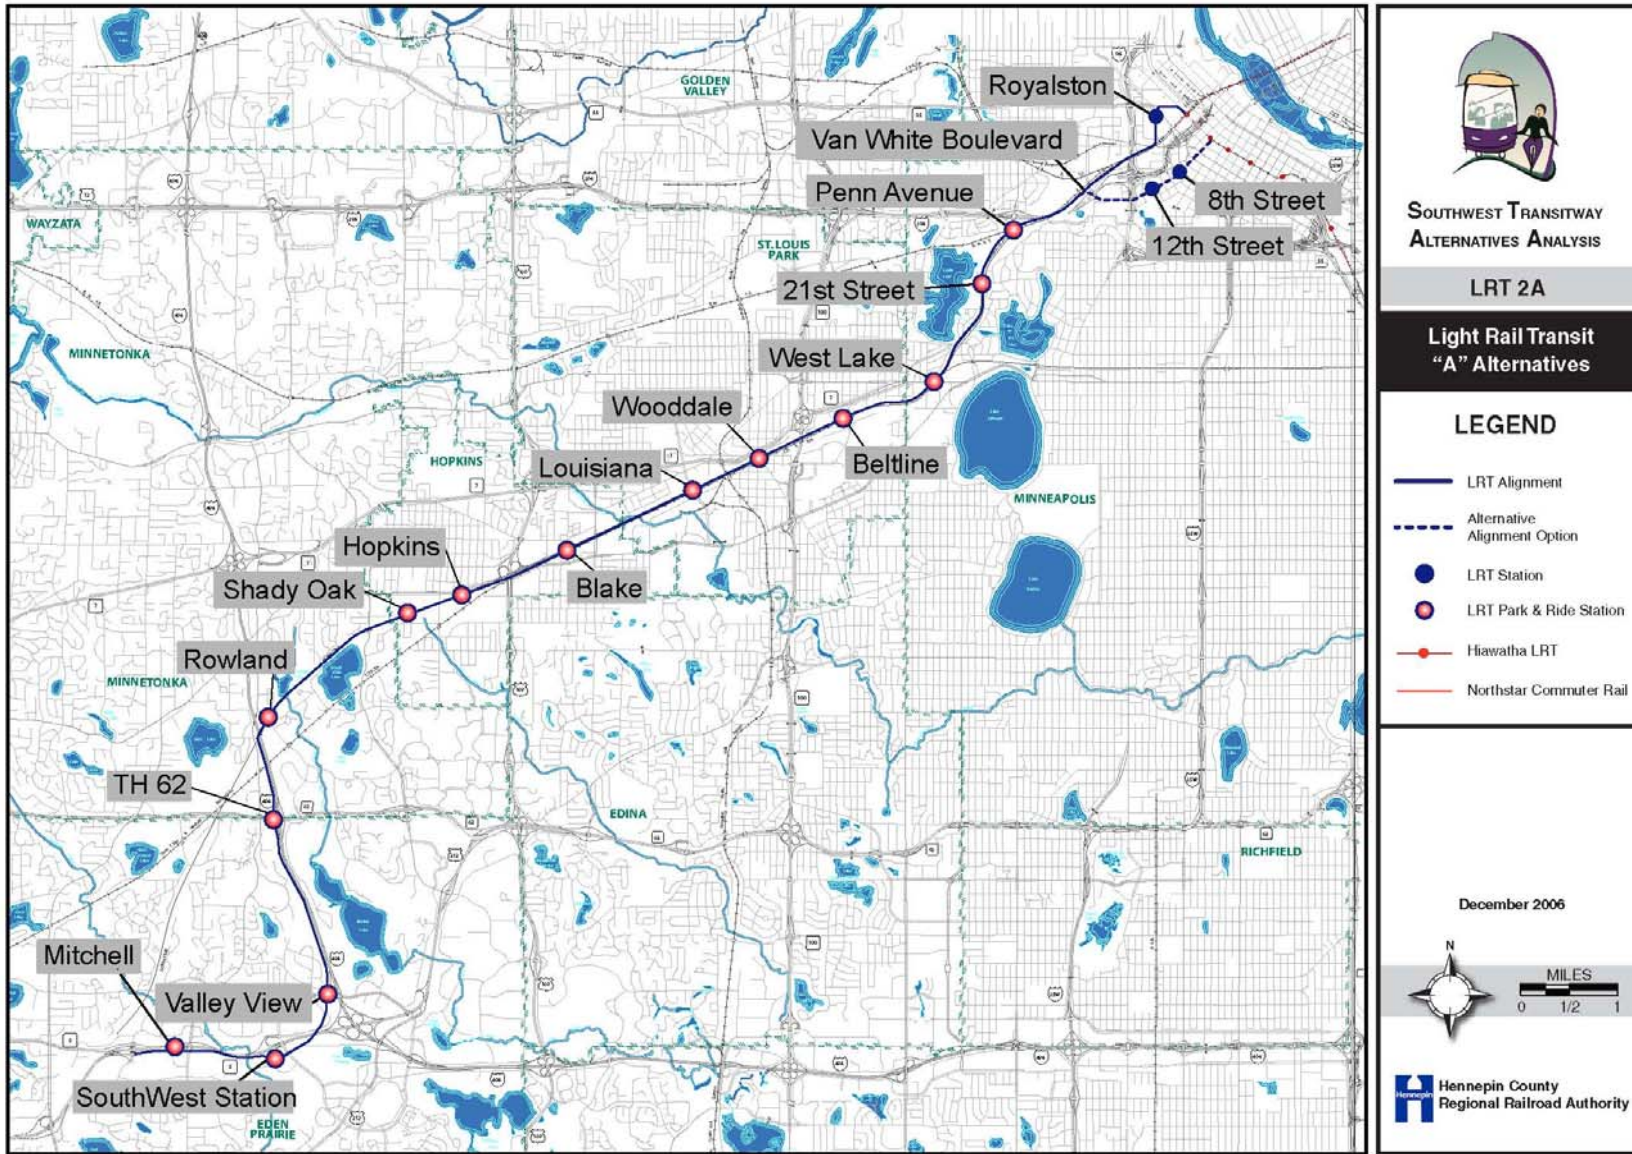 GOLDEN
VALLEY
Royalston
Van White Boulevard
Penn Avenue
8th Street
12th Street
WAYZATA
ST. LOUIS
PARK
21st Street
MINNETONKA
West Lake
Wooddale
Beltline
Louisiana
HOPKINS
MINNEAPOLIS
Hopkins
Blake
Shady Oak
Rowland
MINNETONKA
TH 62
EDINA
RICHFIELD
Mitchell
Valley View
SouthWest Station
EDEN
PRAIRIE
SOUTHWEST TRANSITWAY
ALTERNATIVES ANALYSIS
LRT 2A
Light Rail Transit
“A” Alternatives
LEGEND
LRT Alignment
Alternative
Alignment Option
LRT Station
LRT Park & Ride Station
Hiawatha LRT
Northstar Commuter Rail
December 2006
N
MILES
0 1/2 1
Hennepin
Hennepin County
Regional Railroad Authority